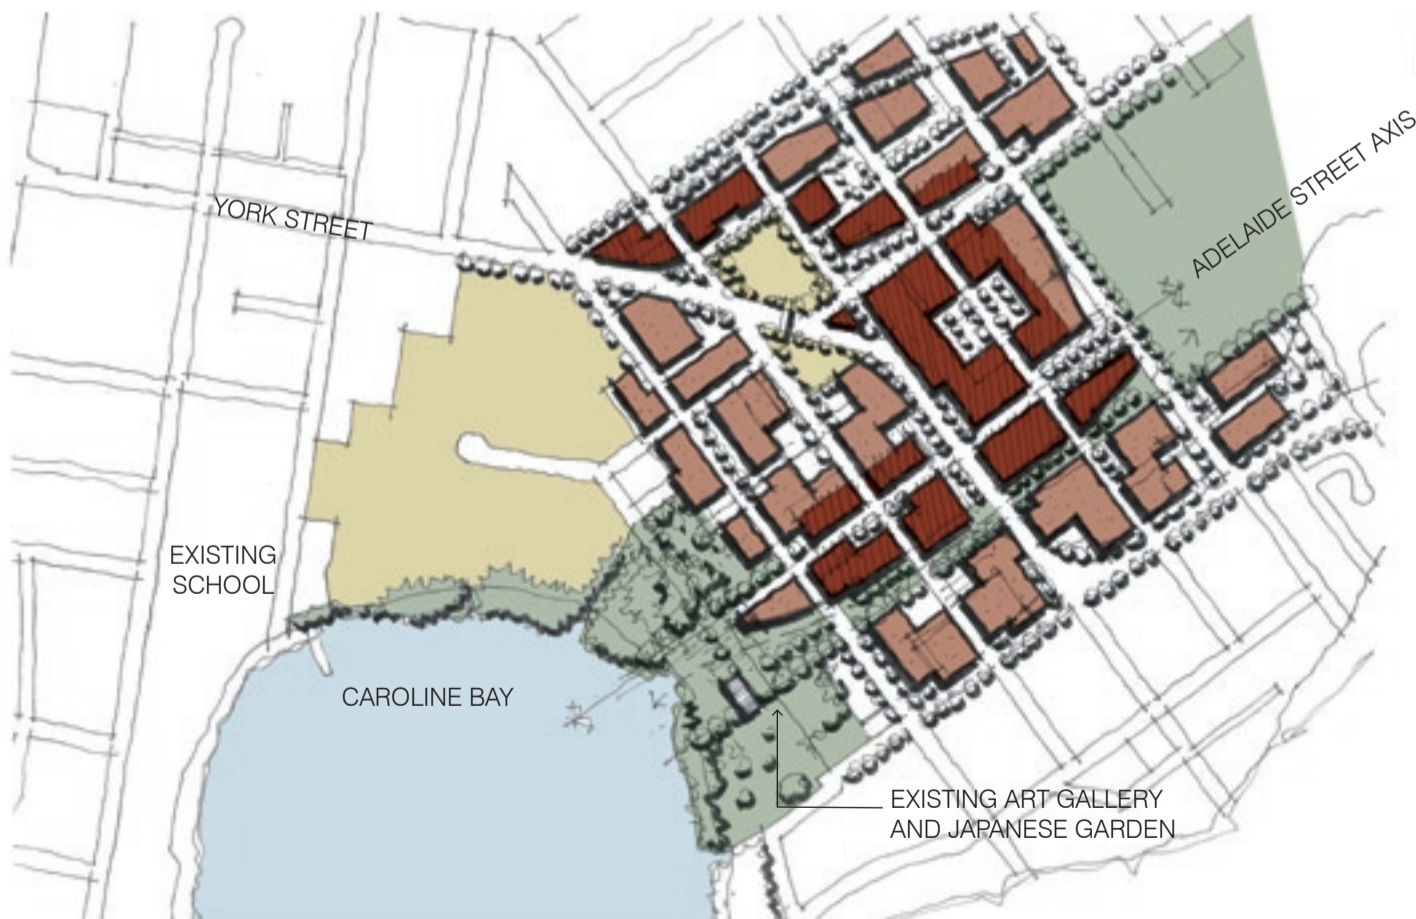 YORK STREET
ADELAIDE STREET AXIS
EXISTING
SCHOOL
CAROLINE BAY
EXISTING ART GALLERY
AND JAPANESE GARDEN